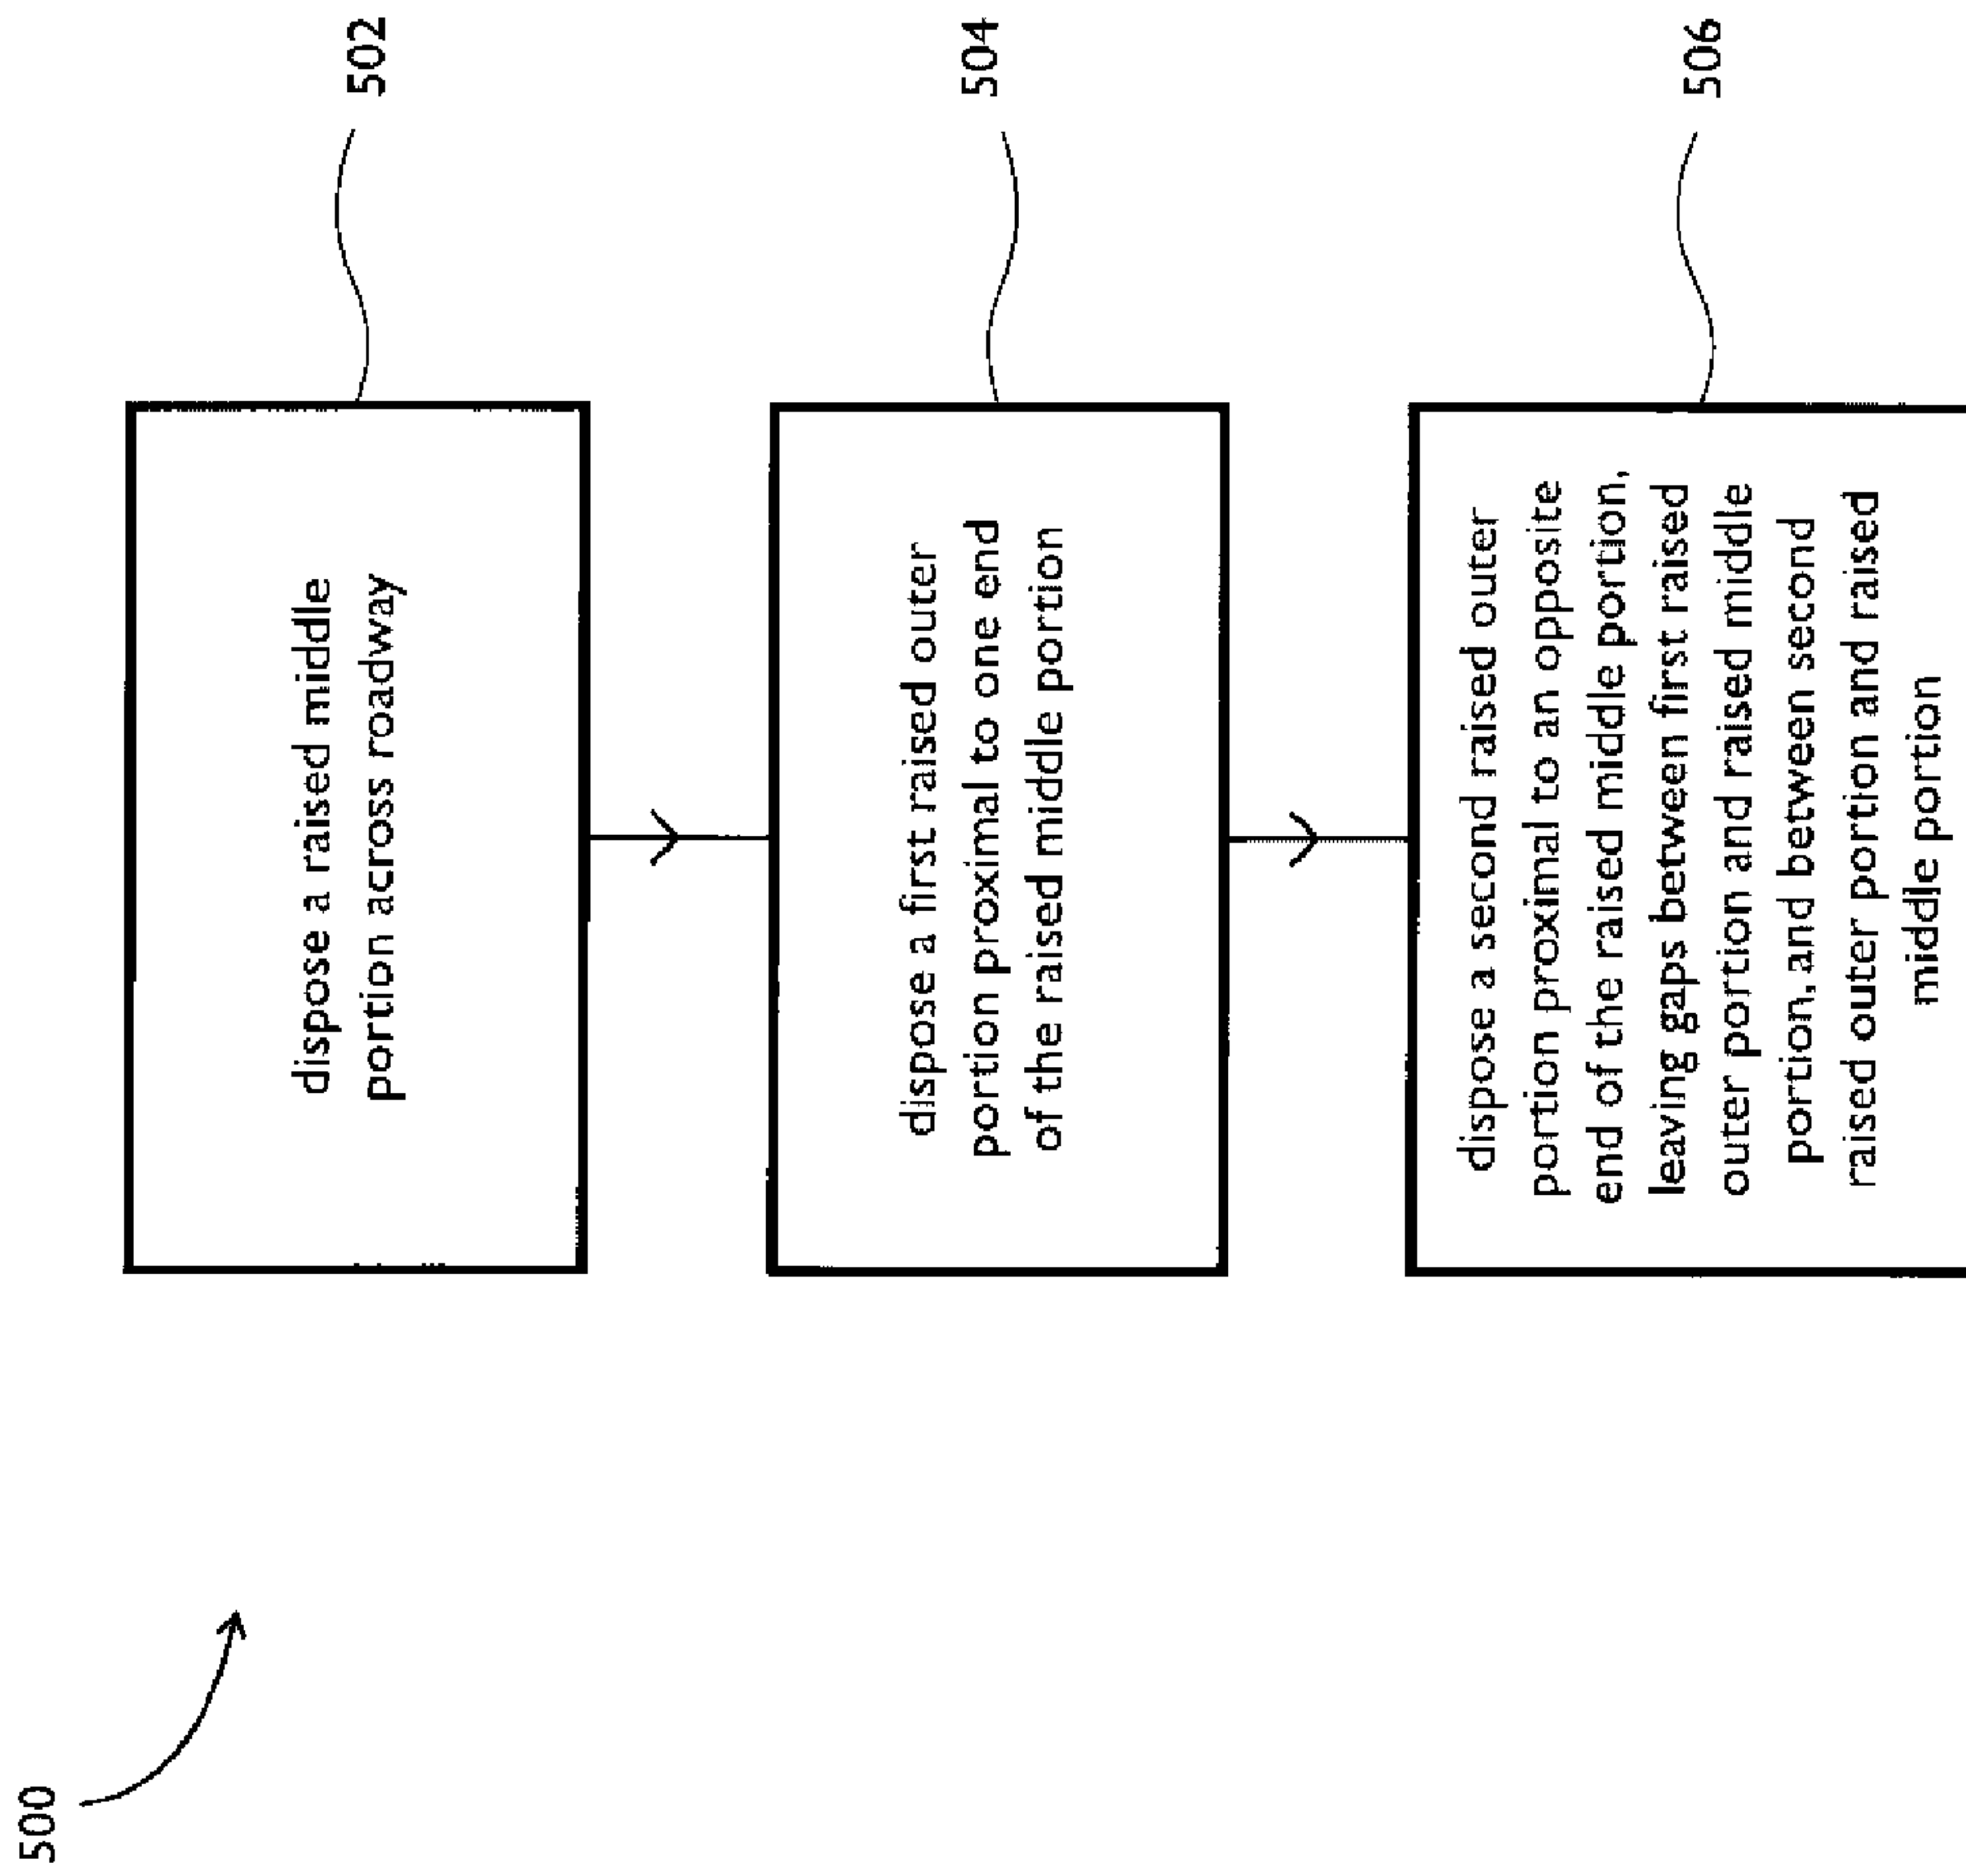 500
dispose a raised middle
portion across roadway
502
dispose a first raised outer
portion proximal to one end
of the raised middle portion
504
dispose a second raised outer
portion proximal to an opposite
end of the raised middle portion,
leaving gaps between first raised
outer portion and raised middle
portion, and between second
raised outer portion and raised
middle portion
506